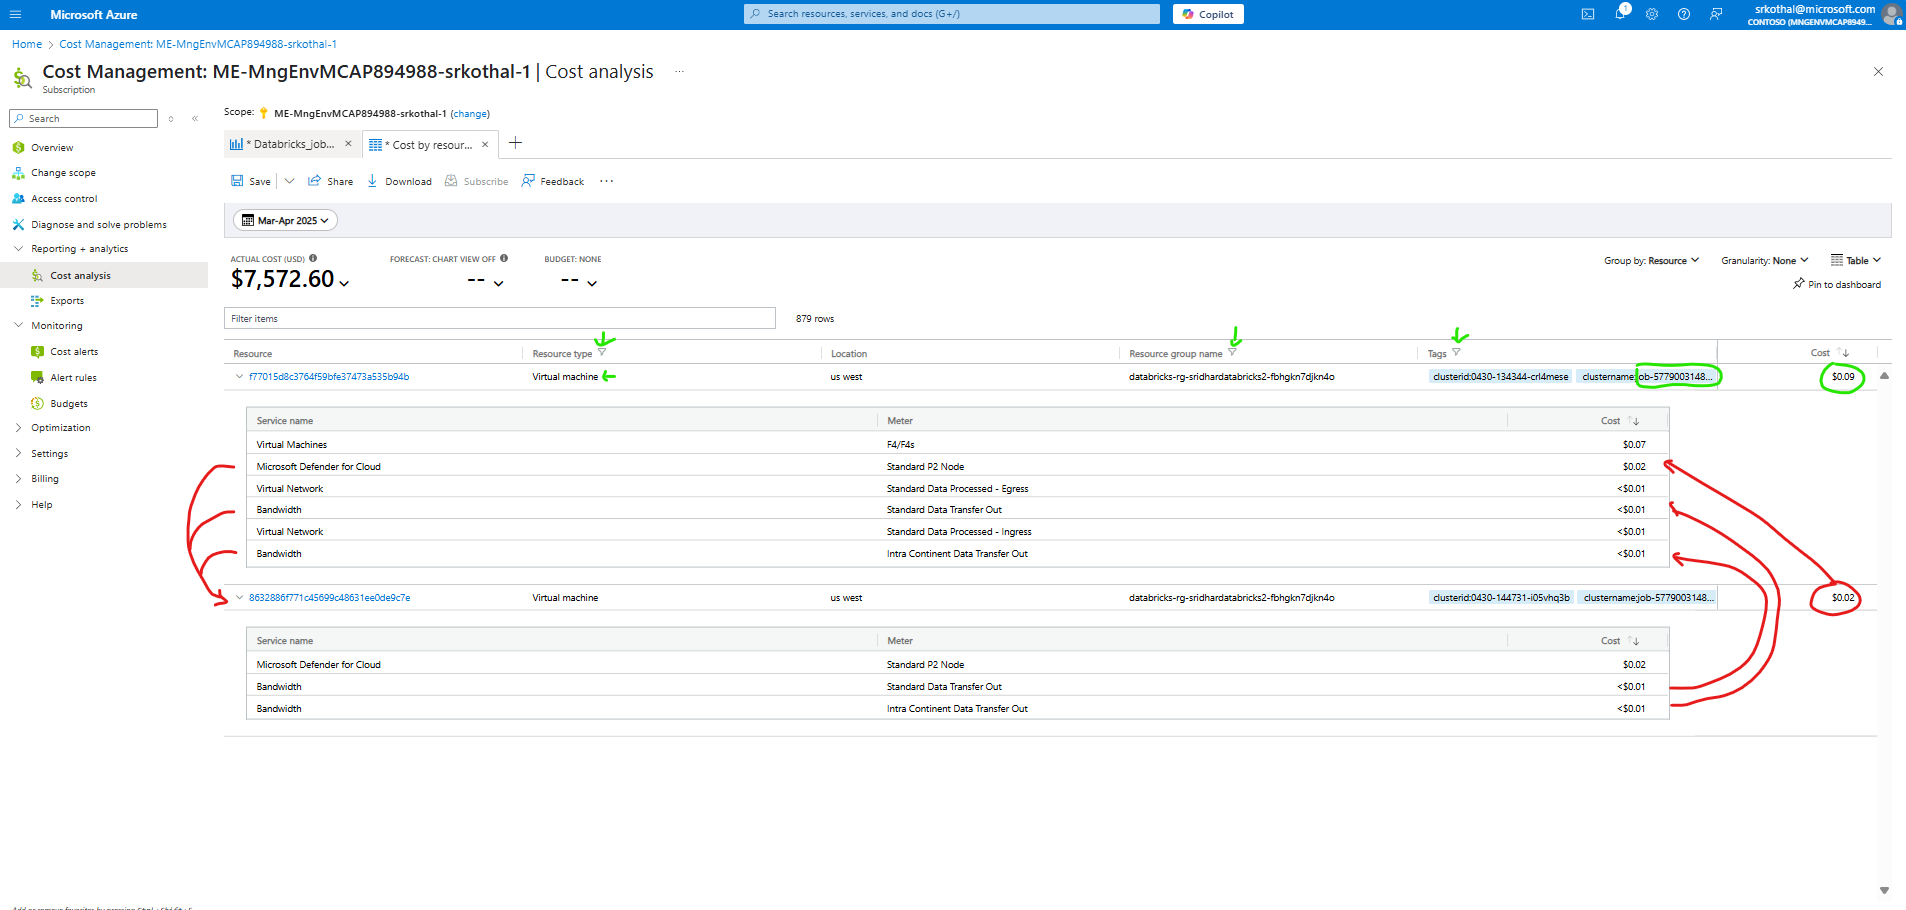 Microsoft Azure
Search resources, services, and docs (G+/)
Copilot
1
srkothal@microsoft.com
CONTOSO (MNGENVMCAP8949...
Home > Cost Management: ME-MngEnvMCAP894988-srkothal-1
Cost Management: ME-MngEnvMCAP894988-srkothal-1 | Cost analysis ...
Subscription
Search
Overview
Change scope
Access control
Diagnose and solve problems
Reporting + analytics
Cost analysis
Exports
Monitoring
Cost alerts
Alert rules
Budgets
Optimization
Settings
Billing
Help
Scope: ME-MngEnvMCAP894988-srkothal-1 (change)
* Databricks_job...
* Cost by resour...
Save
Share
Download
Subscribe
Feedback
Mar-Apr 2025
ACTUAL COST (USD)
$7,572.60
FORECAST: CHART VIEW OFF
--
BUDGET: NONE
--
Group by: Resource
Granularity: None
Table
Pin to dashboard
Filter items
879 rows
Resource Resource type Location Resource group name Tags Cost
f77015d8c3764f59bfe37473a535b94b Virtual machine us west databricks-rg-sridhardatabricks2-fbhgkn7djkn4o clusterid:0430-134344-crl4mese clustername:job-5779003148... $0.09
Service name Meter Cost
Virtual Machines F4/F4s $0.07
Microsoft Defender for Cloud Standard P2 Node $0.02
Virtual Network Standard Data Processed - Egress <$0.01
Bandwidth Standard Data Transfer Out <$0.01
Virtual Network Standard Data Processed - Ingress <$0.01
Bandwidth Intra Continent Data Transfer Out <$0.01
8632886f771c45699c48631ee0de9c7e Virtual machine us west databricks-rg-sridhardatabricks2-fbhgkn7djkn4o clusterid:0430-144731-i05vhq3b clustername:job-5779003148... $0.02
Service name Meter Cost
Microsoft Defender for Cloud Standard P2 Node $0.02
Bandwidth Standard Data Transfer Out <$0.01
Bandwidth Intra Continent Data Transfer Out <$0.01